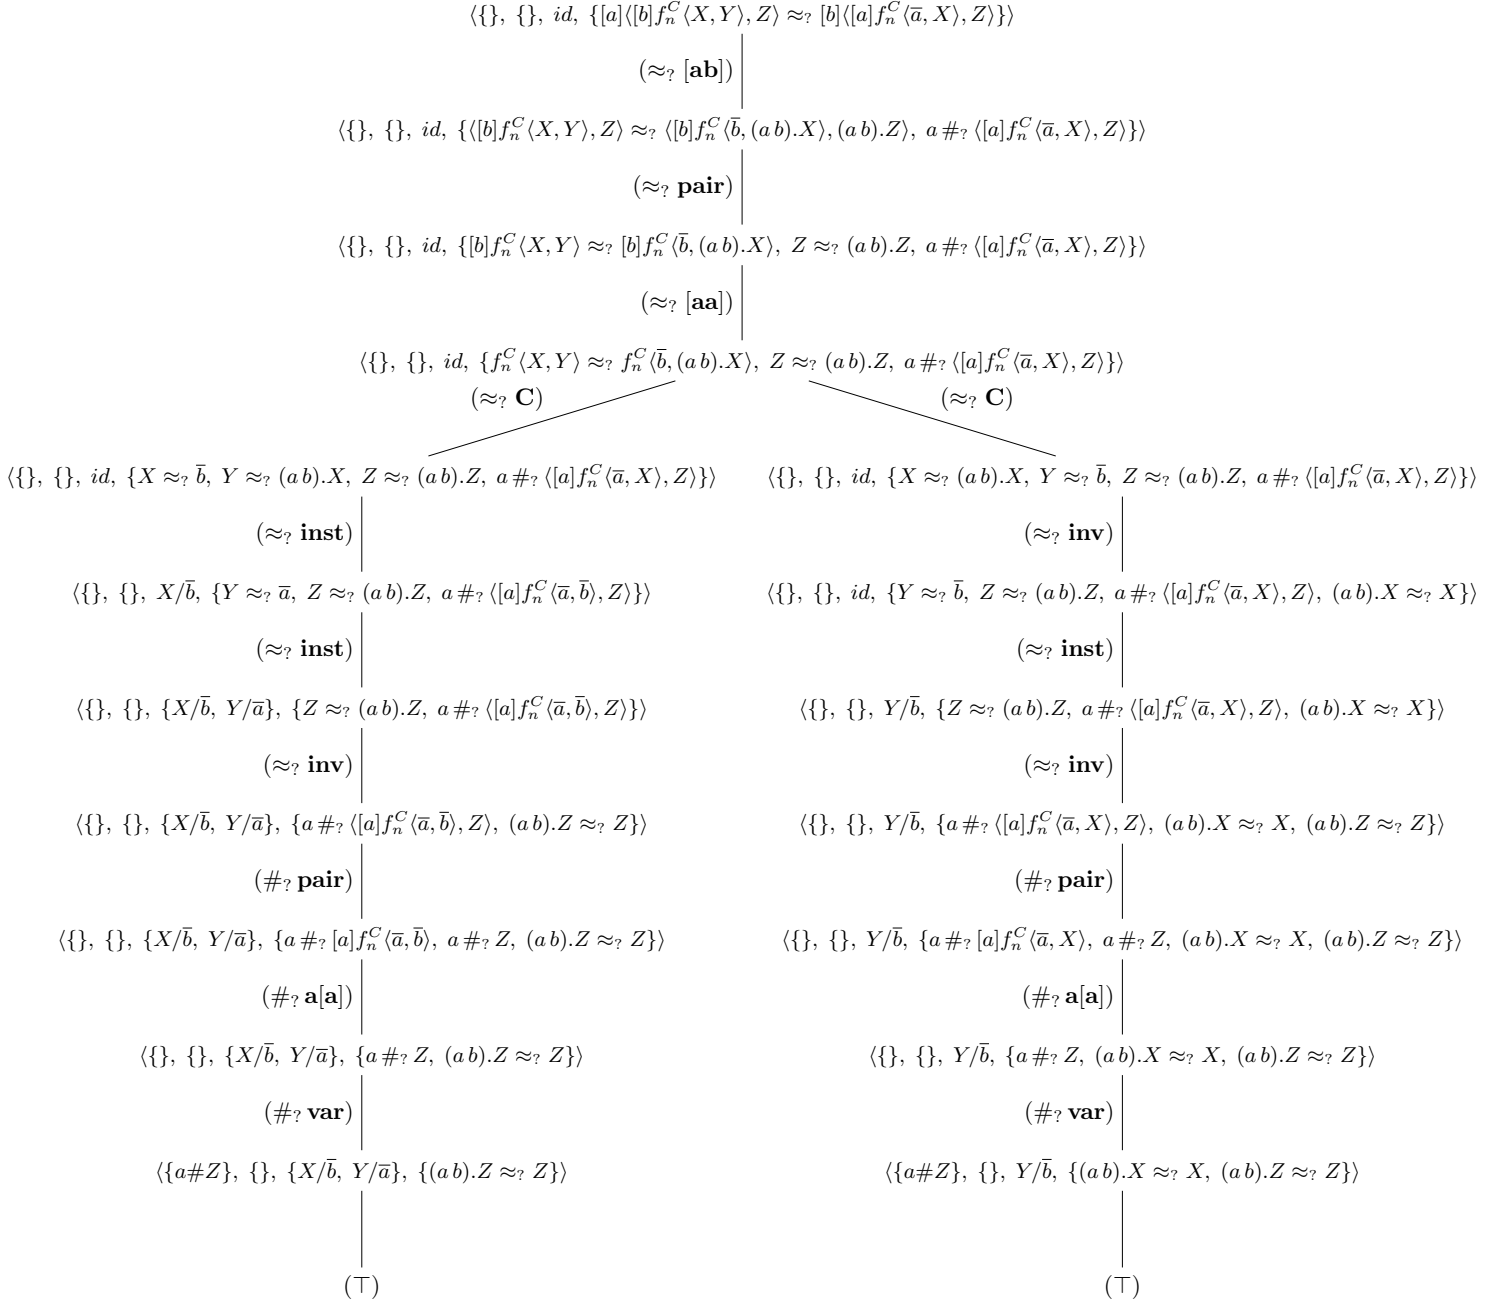 ⟨{}, {}, id, {[a]⟨[b]f_n^C⟨X, Y⟩, Z⟩ ≈? [b]⟨[a]f_n^C⟨a̅, X⟩, Z⟩}⟩
(≈? [ab])
⟨{}, {}, id, {⟨[b]f_n^C⟨X, Y⟩, Z⟩ ≈? ⟨[b]f_n^C⟨b̅, (a b).X⟩, (a b).Z⟩, a #? ⟨[a]f_n^C⟨a̅, X⟩, Z⟩}⟩
(≈? pair)
⟨{}, {}, id, {[b]f_n^C⟨X, Y⟩ ≈? [b]f_n^C⟨b̅, (a b).X⟩, Z ≈? (a b).Z, a #? ⟨[a]f_n^C⟨a̅, X⟩, Z⟩}⟩
(≈? [aa])
⟨{}, {}, id, {f_n^C⟨X, Y⟩ ≈? f_n^C⟨b̅, (a b).X⟩, Z ≈? (a b).Z, a #? ⟨[a]f_n^C⟨a̅, X⟩, Z⟩}⟩
(≈? C) (≈? C)
⟨{}, {}, id, {X ≈? b̅, Y ≈? (a b).X, Z ≈? (a b).Z, a #? ⟨[a]f_n^C⟨a̅, X⟩, Z⟩}⟩ ⟨{}, {}, id, {X ≈? (a b).X, Y ≈? b̅, Z ≈? (a b).Z, a #? ⟨[a]f_n^C⟨a̅, X⟩, Z⟩}⟩
(≈? inst) (≈? inv)
⟨{}, {}, X/b̅, {Y ≈? a̅, Z ≈? (a b).Z, a #? ⟨[a]f_n^C⟨a̅, b̅⟩, Z⟩}⟩ ⟨{}, {}, id, {Y ≈? b̅, Z ≈? (a b).Z, a #? ⟨[a]f_n^C⟨a̅, X⟩, Z⟩, (a b).X ≈? X}⟩
(≈? inst) (≈? inst)
⟨{}, {}, {X/b̅, Y/a̅}, {Z ≈? (a b).Z, a #? ⟨[a]f_n^C⟨a̅, b̅⟩, Z⟩}⟩ ⟨{}, {}, Y/b̅, {Z ≈? (a b).Z, a #? ⟨[a]f_n^C⟨a̅, X⟩, Z⟩, (a b).X ≈? X}⟩
(≈? inv) (≈? inv)
⟨{}, {}, {X/b̅, Y/a̅}, {a #? ⟨[a]f_n^C⟨a̅, b̅⟩, Z⟩, (a b).Z ≈? Z}⟩ ⟨{}, {}, Y/b̅, {a #? ⟨[a]f_n^C⟨a̅, X⟩, Z⟩, (a b).X ≈? X, (a b).Z ≈? Z}⟩
(#? pair) (#? pair)
⟨{}, {}, {X/b̅, Y/a̅}, {a #? [a]f_n^C⟨a̅, b̅⟩, a #? Z, (a b).Z ≈? Z}⟩ ⟨{}, {}, Y/b̅, {a #? [a]f_n^C⟨a̅, X⟩, a #? Z, (a b).X ≈? X, (a b).Z ≈? Z}⟩
(#? a[a]) (#? a[a])
⟨{}, {}, {X/b̅, Y/a̅}, {a #? Z, (a b).Z ≈? Z}⟩ ⟨{}, {}, Y/b̅, {a #? Z, (a b).X ≈? X, (a b).Z ≈? Z}⟩
(#? var) (#? var)
⟨{a#Z}, {}, {X/b̅, Y/a̅}, {(a b).Z ≈? Z}⟩ ⟨{a#Z}, {}, Y/b̅, {(a b).X ≈? X, (a b).Z ≈? Z}⟩
(⊤) (⊤)